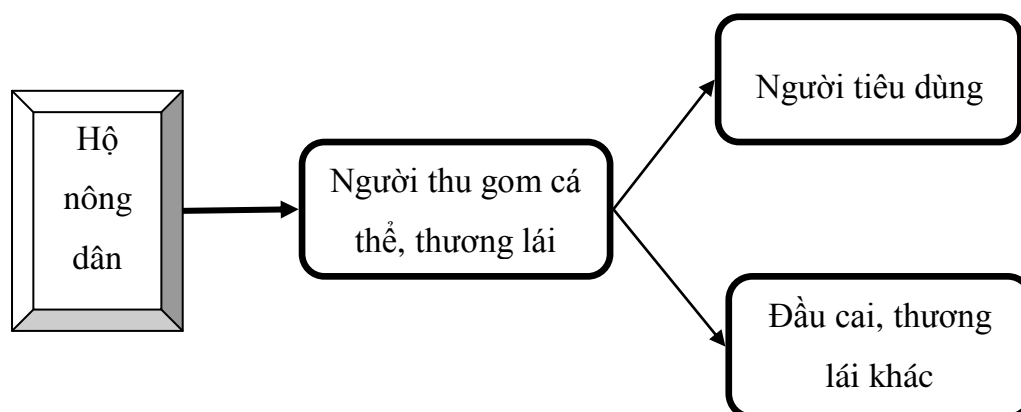 Hộ
nông
dân
Người thu gom cá
thể, thương lái
Người tiêu dùng
Đầu cai, thương
lái khác